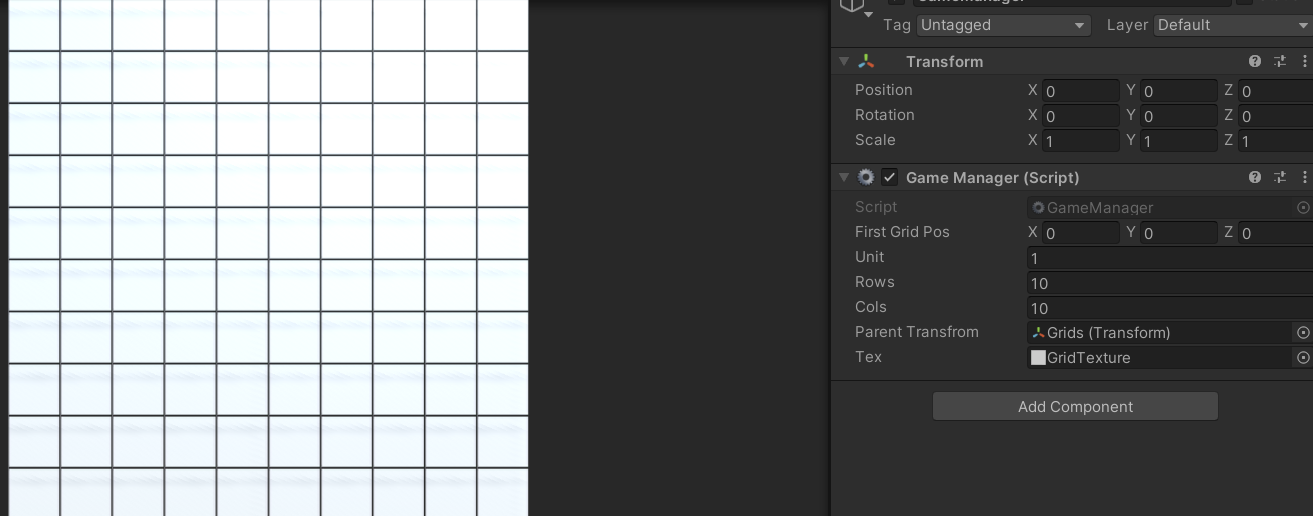 Tag Untagged Layer Default
Transform
Position X 0 Y 0 Z 0
Rotation X 0 Y 0 Z 0
Scale X 1 Y 1 Z 1
Game Manager (Script)
Script GameManager
First Grid Pos X 0 Y 0 Z 0
Unit 1
Rows 10
Cols 10
Parent Transfrom Grids (Transform)
Tex GridTexture
Add Component